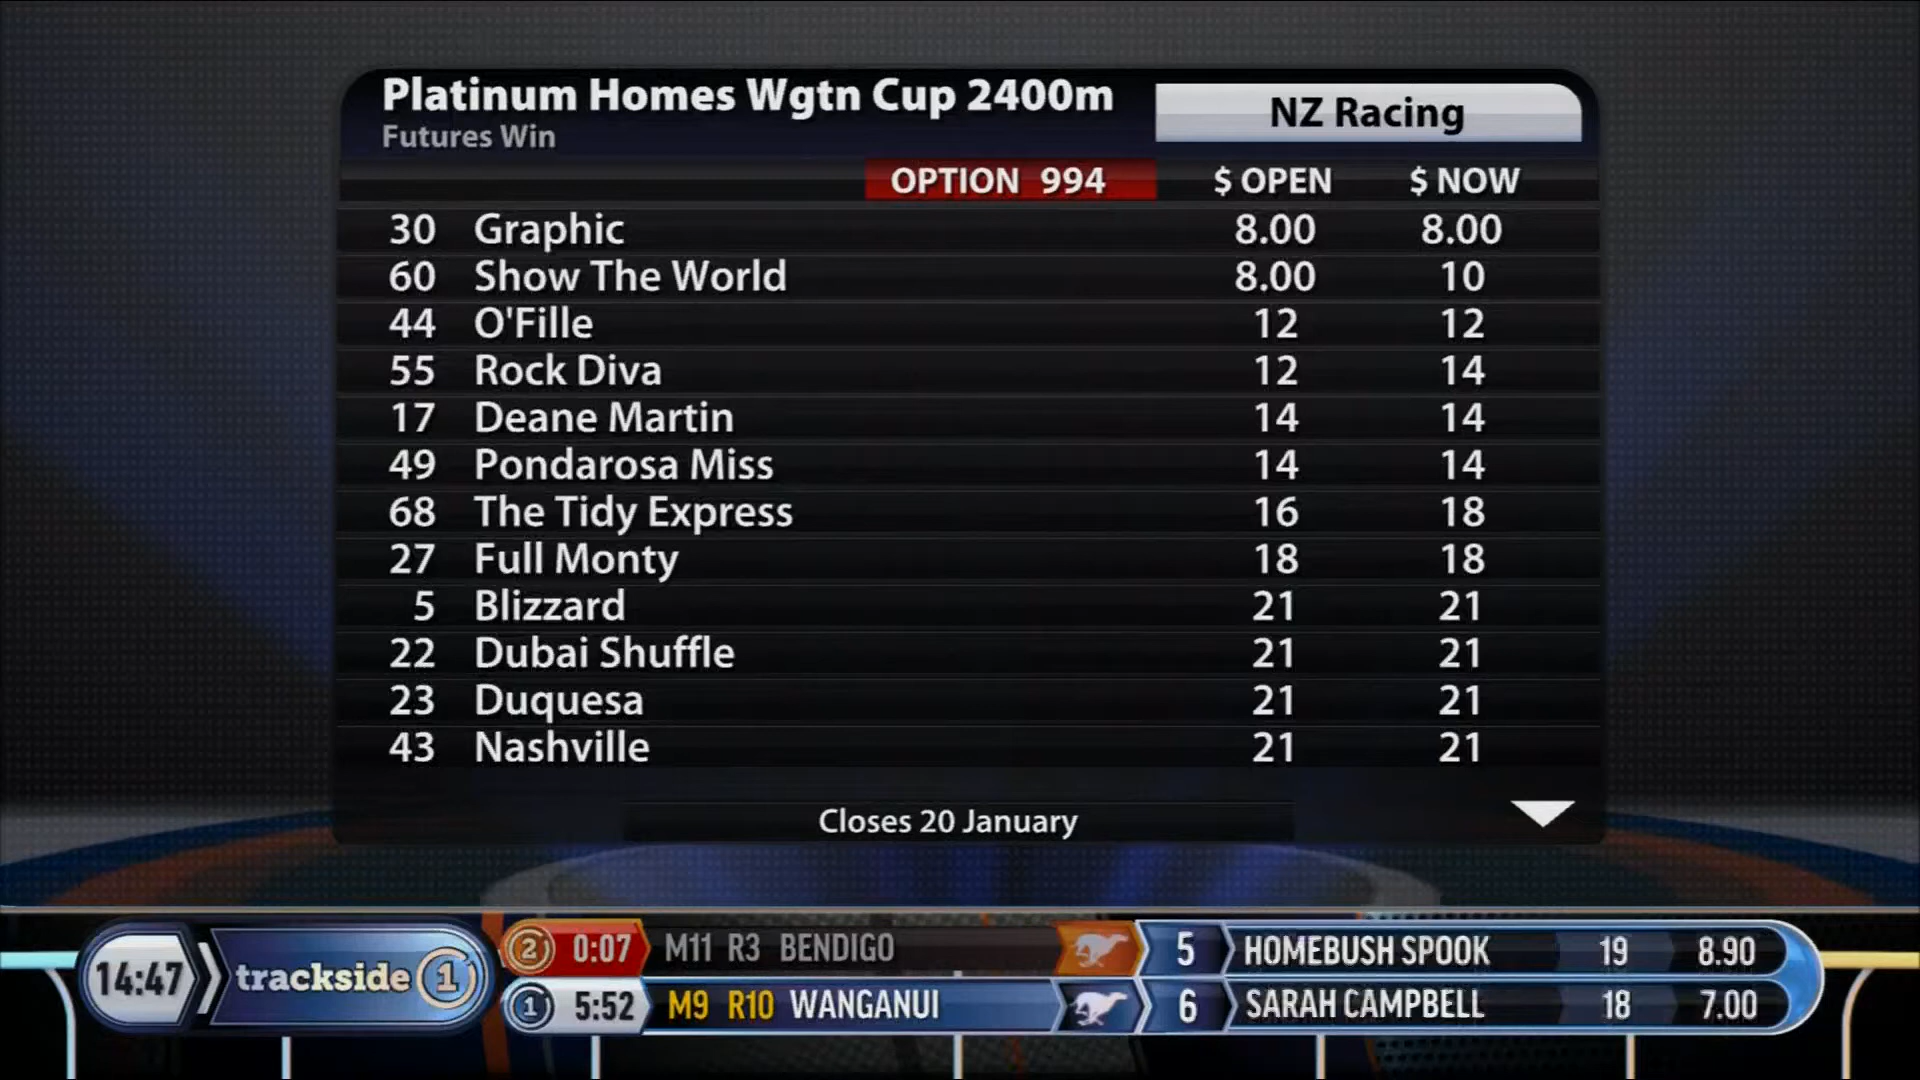 Platinum Homes Wgtn Cup 2400m
NZ Racing
Futures Win
OPTION 994 $ OPEN $ NOW
30 Graphic 8.00 8.00
60 Show The World 8.00 10
44 O'Fille 12 12
55 Rock Diva 12 14
17 Deane Martin 14 14
49 Pondarosa Miss 14 14
68 The Tidy Express 16 18
27 Full Monty 18 18
5 Blizzard 21 21
22 Dubai Shuffle 21 21
23 Duquesa 21 21
43 Nashville 21 21
Closes 20 January
14:47 trackside 1
2 0:07 M11 R3 BENDIGO 5 HOMEBUSH SPOOK 19 8.90
1 5:52 M9 R10 WANGANUI 6 SARAH CAMPBELL 18 7.00